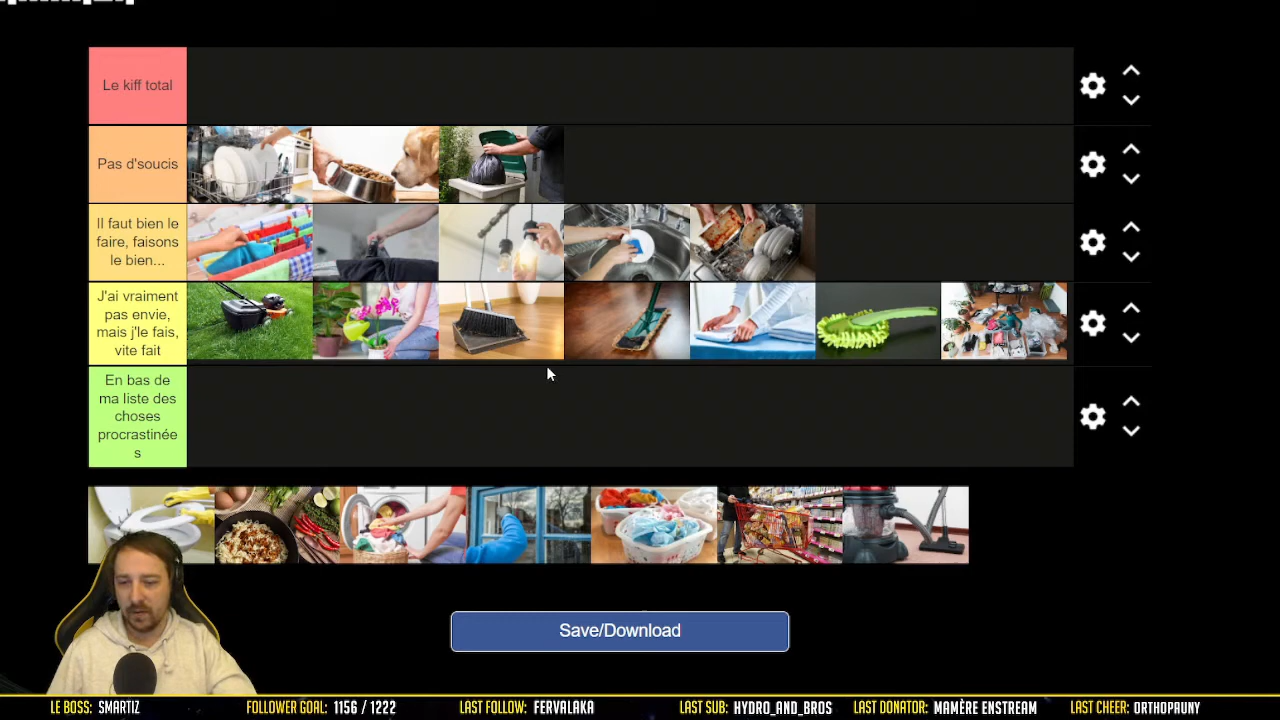 Le kiff total
Pas d'soucis
Il faut bien le
faire, faisons
le bien...
J'ai vraiment
pas envie,
mais j'le fais,
vite fait
En bas de
ma liste des
choses
procrastinée
s
Save/Download
LE BOSS: SMARTIZ
FOLLOWER GOAL: 1156 / 1222
LAST FOLLOW: FERVALAKA
LAST SUB: HYDRO_AND_BROS
LAST DONATOR: MAMÈRE ENSTREAM
LAST CHEER: ORTHOPAUNY